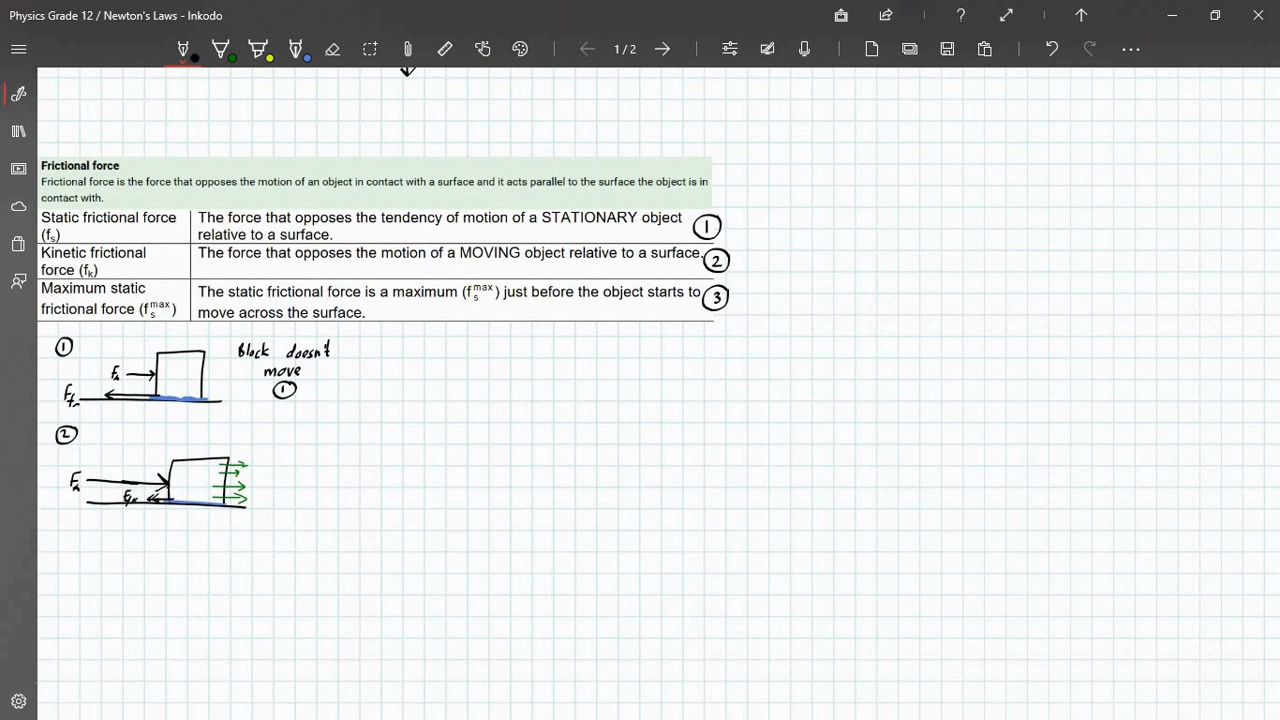 Physics Grade 12 / Newton's Laws - Inkodo
1/2
Frictional force
Frictional force is the force that opposes the motion of an object in contact with a surface and it acts parallel to the surface the object is in
contact with.
Static frictional force
(fs)
The force that opposes the tendency of motion of a STATIONARY object
relative to a surface.
1
Kinetic frictional
force (fk)
The force that opposes the motion of a MOVING object relative to a surface.
2
Maximum static
frictional force (fs max)
The static frictional force is a maximum (fs max) just before the object starts to
move across the surface.
3
1
Block doesn't
move
1
2